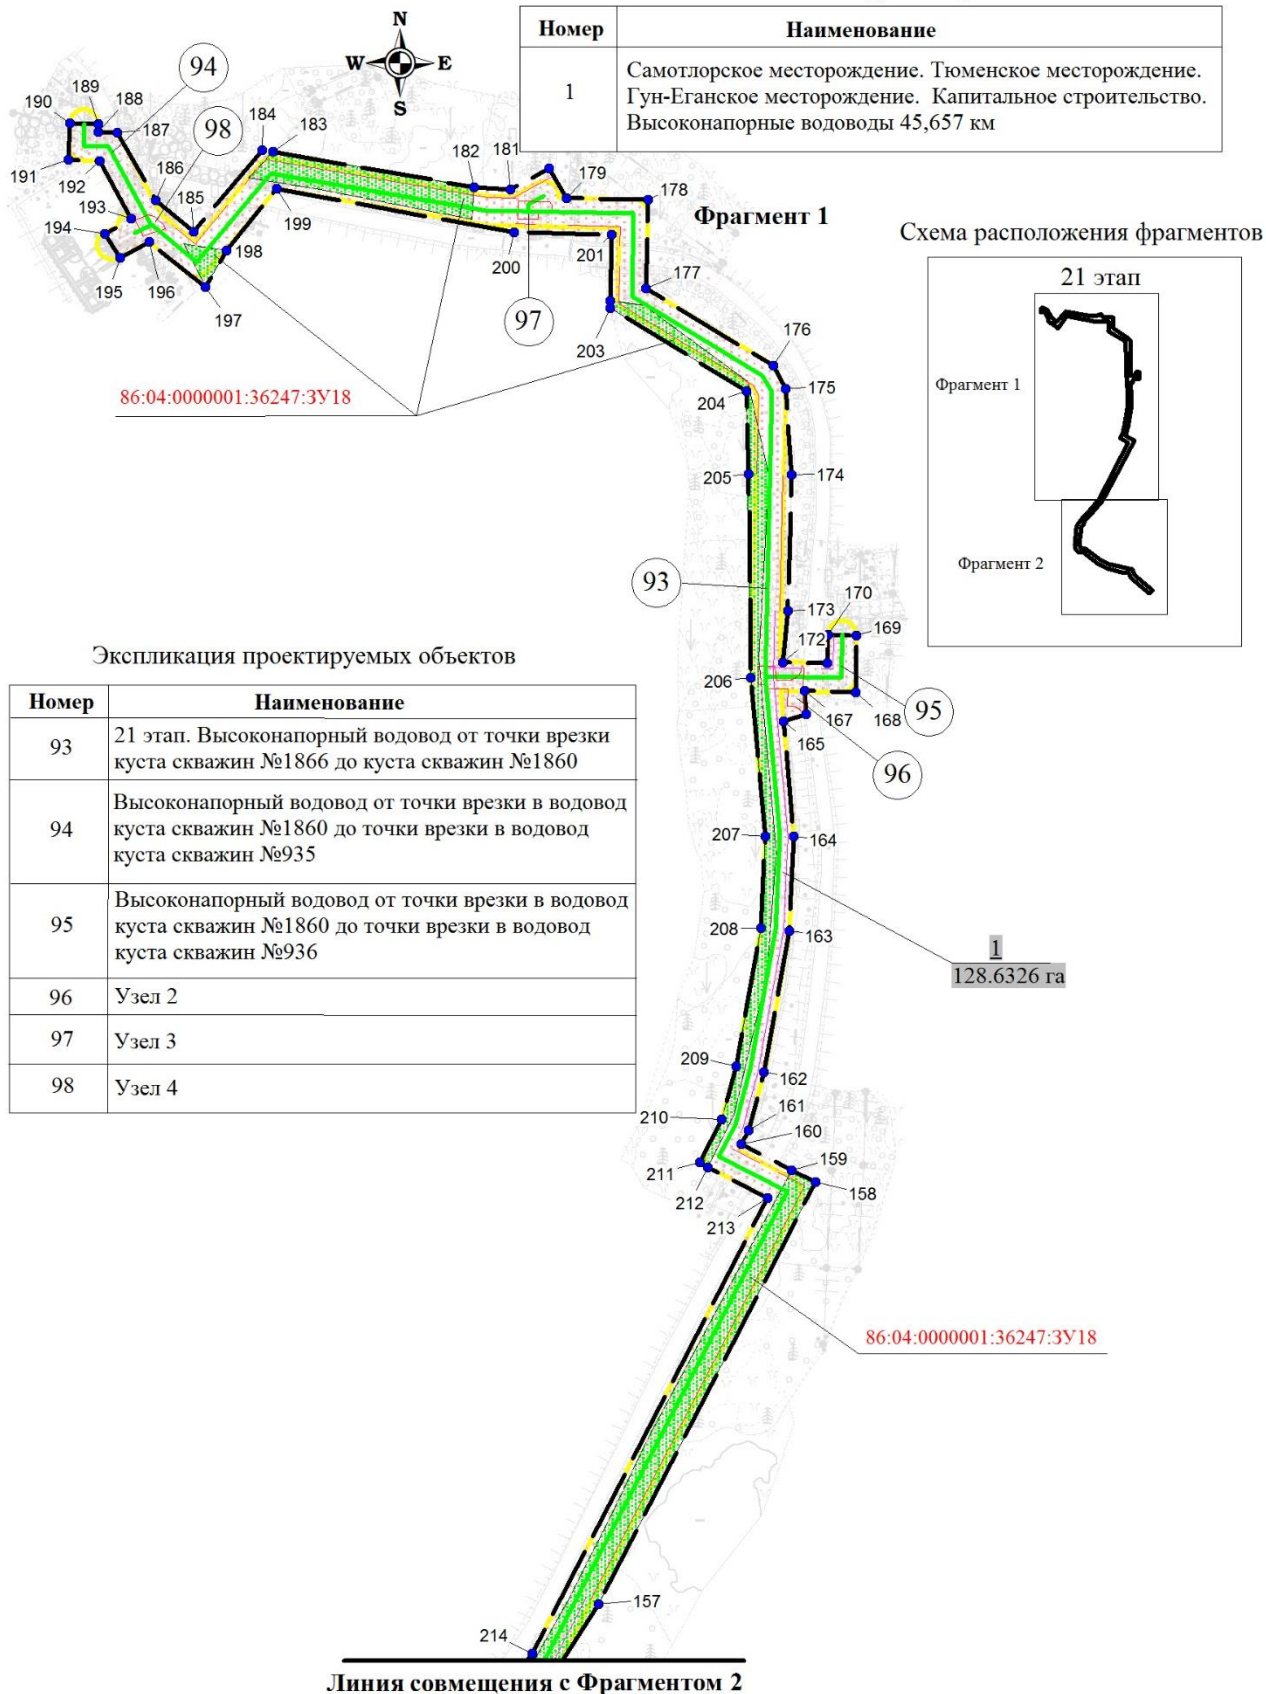 N
W
E
S
Номер Наименование
1 Самотлорское месторождение. Тюменское месторождение.
Гун-Еганское месторождение. Капитальное строительство.
Высоконапорные водоводы 45,657 км
Фрагмент 1
94
98
97
190
189
188
187
191
192
186
193
194
185
195
196
197
198
184
183
199
182
181
179
178
200
201
177
203
176
175
204
174
205
86:04:0000001:36247:ЗУ18
Схема расположения фрагментов
21 этап
Фрагмент 1
Фрагмент 2
93
173
170
169
172
206
167
168
95
165
96
207
164
208
163
1
128.6326 га
209
162
161
210
160
159
211
212
158
213
86:04:0000001:36247:ЗУ18
157
214
Экспликация проектируемых объектов
Номер Наименование
93 21 этап. Высоконапорный водовод от точки врезки
куста скважин №1866 до куста скважин №1860
94 Высоконапорный водовод от точки врезки в водовод
куста скважин №1860 до точки врезки в водовод
куста скважин №935
95 Высоконапорный водовод от точки врезки в водовод
куста скважин №1860 до точки врезки в водовод
куста скважин №936
96 Узел 2
97 Узел 3
98 Узел 4
Линия совмещения с Фрагментом 2